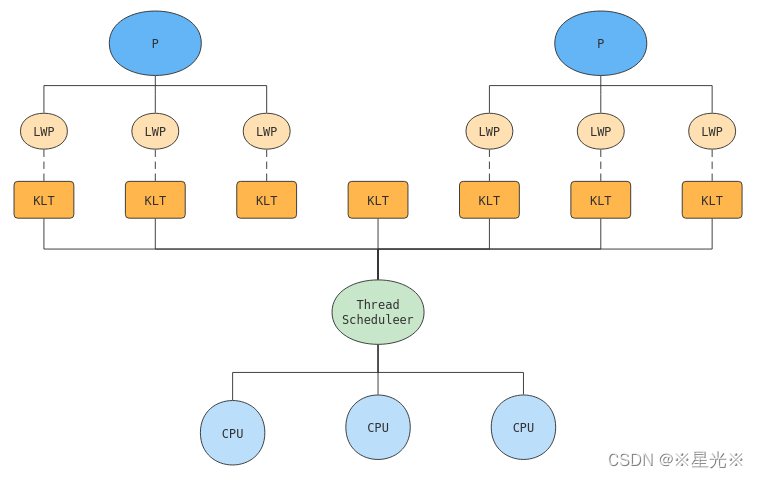 P
P
LWP
LWP
LWP
LWP
LWP
LWP
KLT
KLT
KLT
KLT
KLT
KLT
KLT
Thread
Scheduleer
CPU
CPU
CPU
CSDN @※星光※